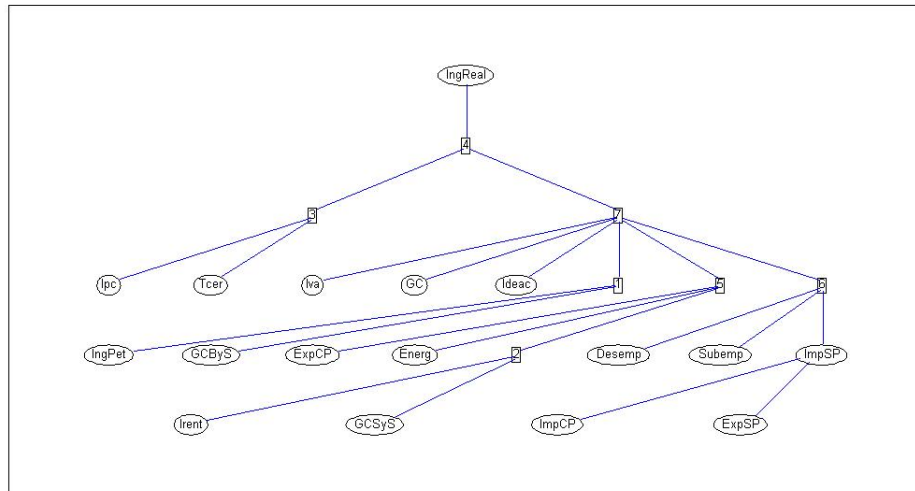 IngReal
4
3 7
Ipc Tcer Iva GC Ideac 1 5 6
IngPet GCByS ExpCP Energ 2 Desemp Subemp ImpSP
Irent GCSyS ImpCP ExpSP